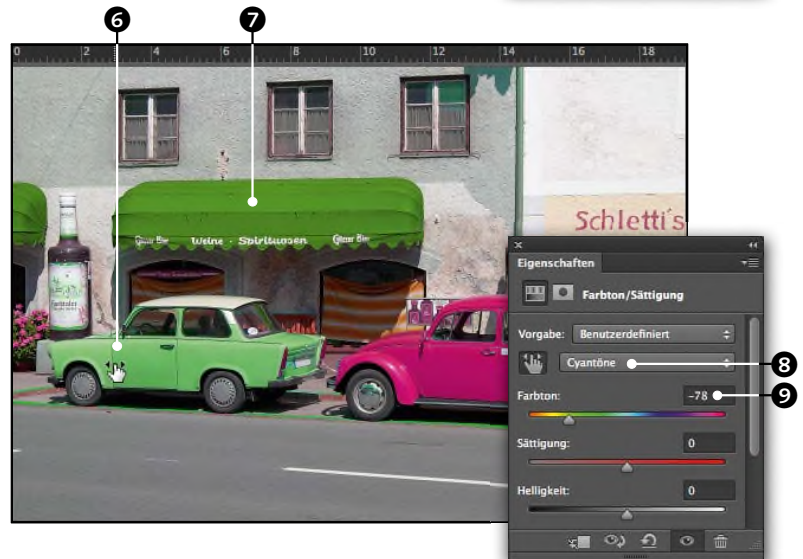 6 7
0 2 4 6 8 10 12 14 16 18
Weine · Spirituosen
Schletti's
Eigenschaften
Farbton/Sättigung
Vorgabe: Benutzerdefiniert
Cyantöne
8
Farbton: -78
9
Sättigung: 0
Helligkeit: 0